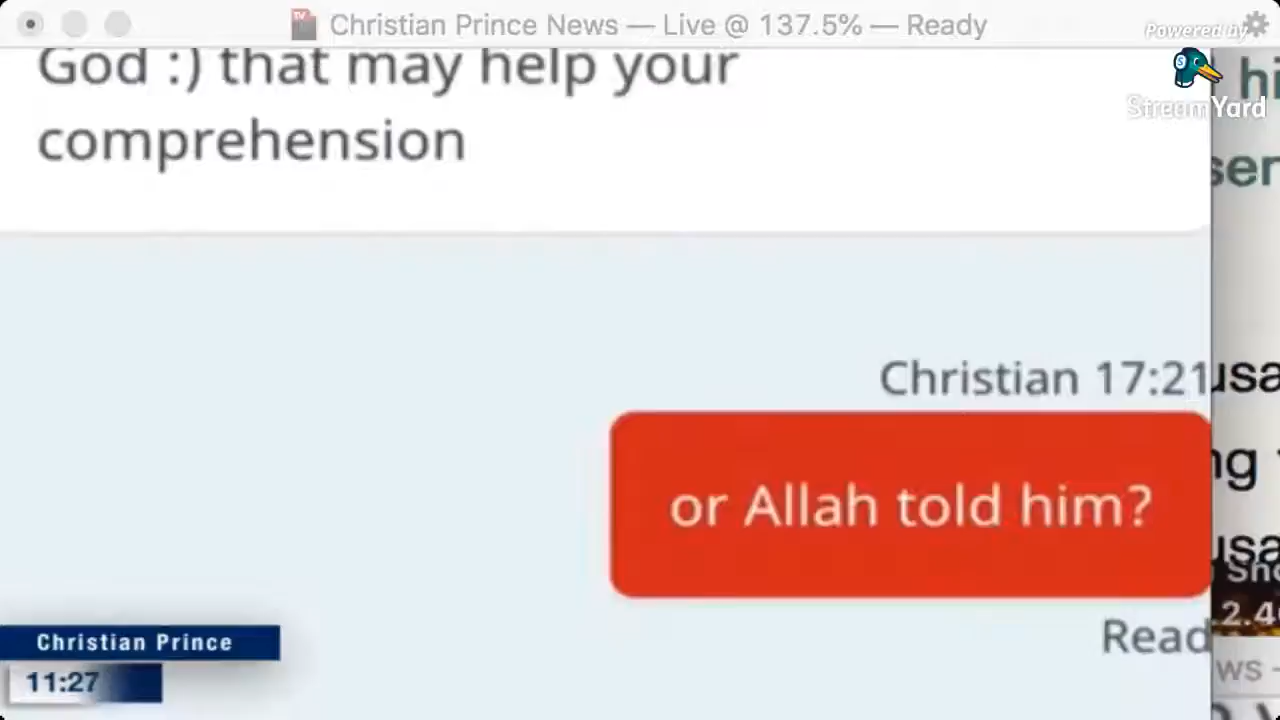 Christian Prince News — Live @ 137.5% — Ready
Powered by
StreamYard
God :) that may help your
comprehension
Christian 17:21
or Allah told him?
Read
Christian Prince
11:27